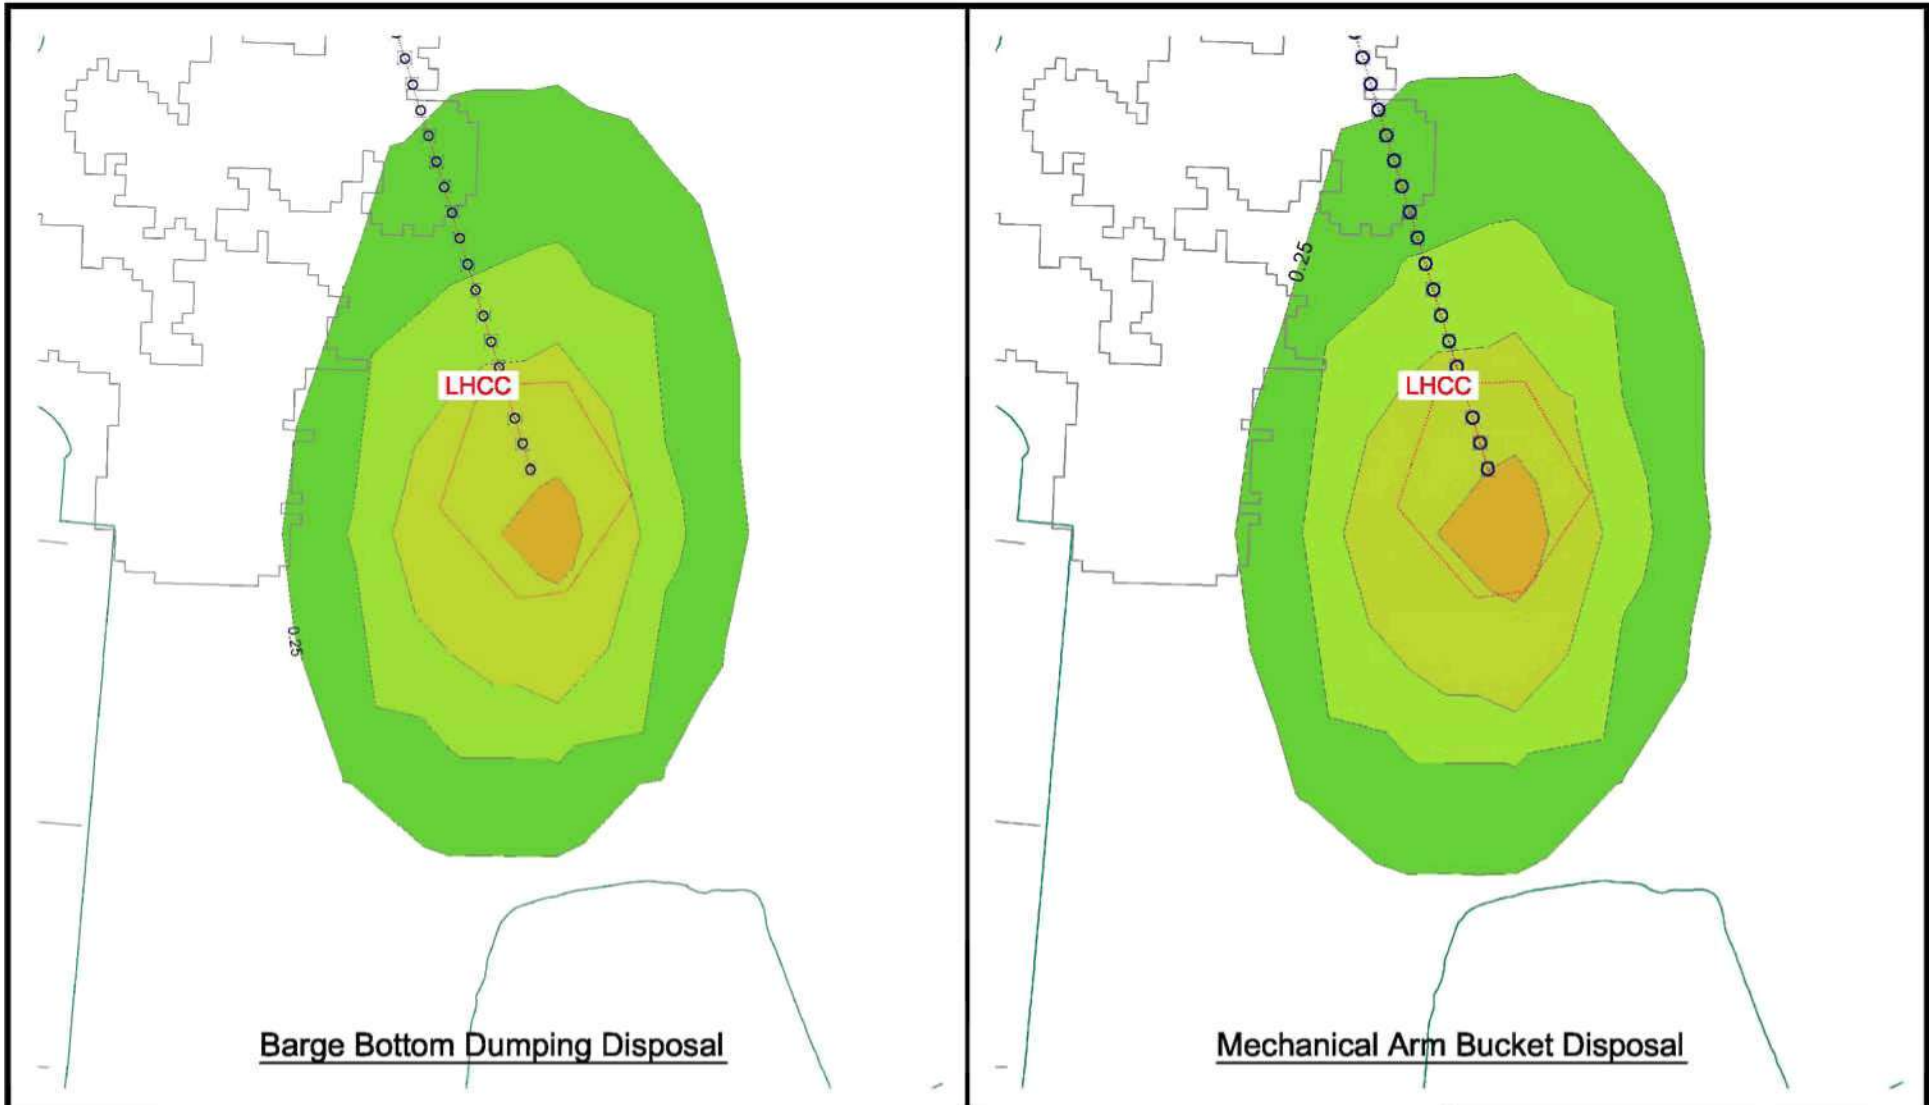 LHCC
0.25
Barge Bottom Dumping Disposal
0.25
LHCC
Mechanical Arm Bucket Disposal